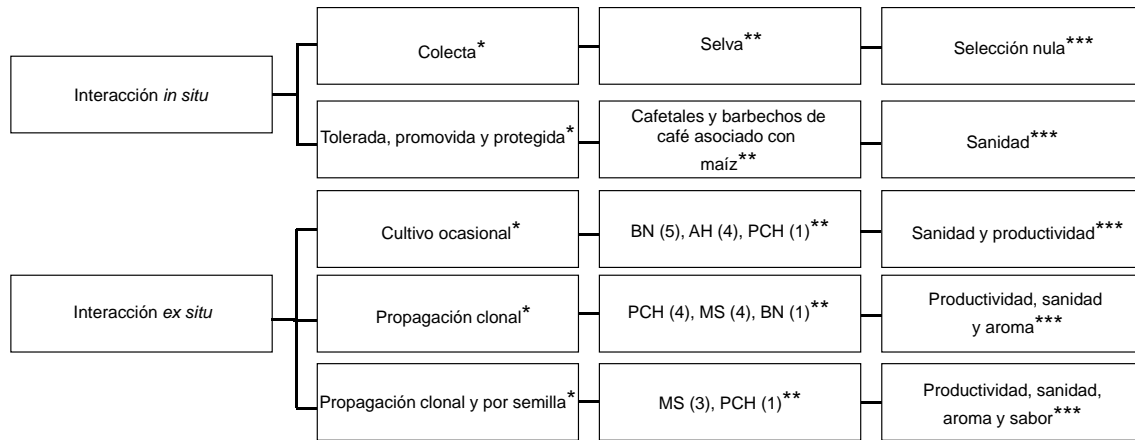 Interacción in situ
Colecta*
Selva**
Selección nula***
Tolerada, promovida y protegida*
Cafetales y barbechos de
café asociado con
maíz**
Sanidad***
Interacción ex situ
Cultivo ocasional*
BN (5), AH (4), PCH (1)**
Sanidad y productividad***
Propagación clonal*
PCH (4), MS (4), BN (1)**
Productividad, sanidad
y aroma***
Propagación clonal y por semilla*
MS (3), PCH (1)**
Productividad, sanidad,
aroma y sabor***